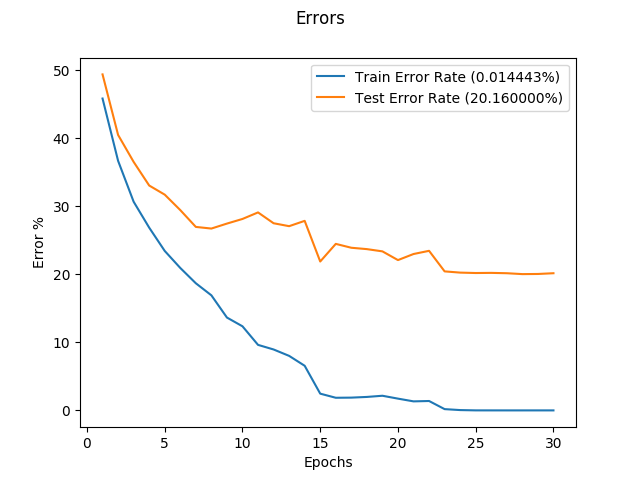 Errors
Train Error Rate (0.014443%)
Test Error Rate (20.160000%)
50
40
30
20
10
0
Error %
0 5 10 15 20 25 30
Epochs